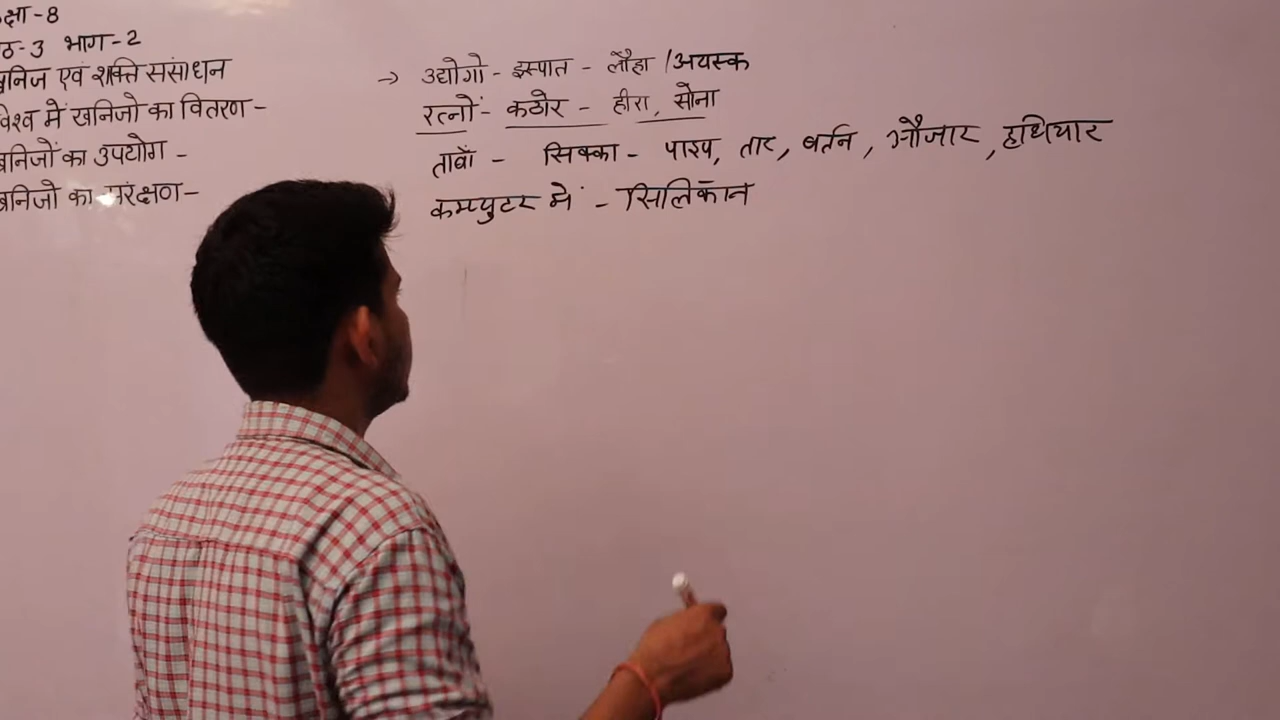 क्षा-8
ठ-3 भाग-2
खनिज एवं शक्ति संसाधन
विश्व में खनिजो का वितरण-
खनिजों का उपयोग -
खनिजो का संरक्षण-
→ उद्योगो - इस्पात - लौहा /अयस्क
रत्नों- कठोर - हीरा, सोना
तावाँ - सिक्का - पाइप, तार, बर्तन, औजार, हथियार
कम्प्युटर में - सिलिकॉन